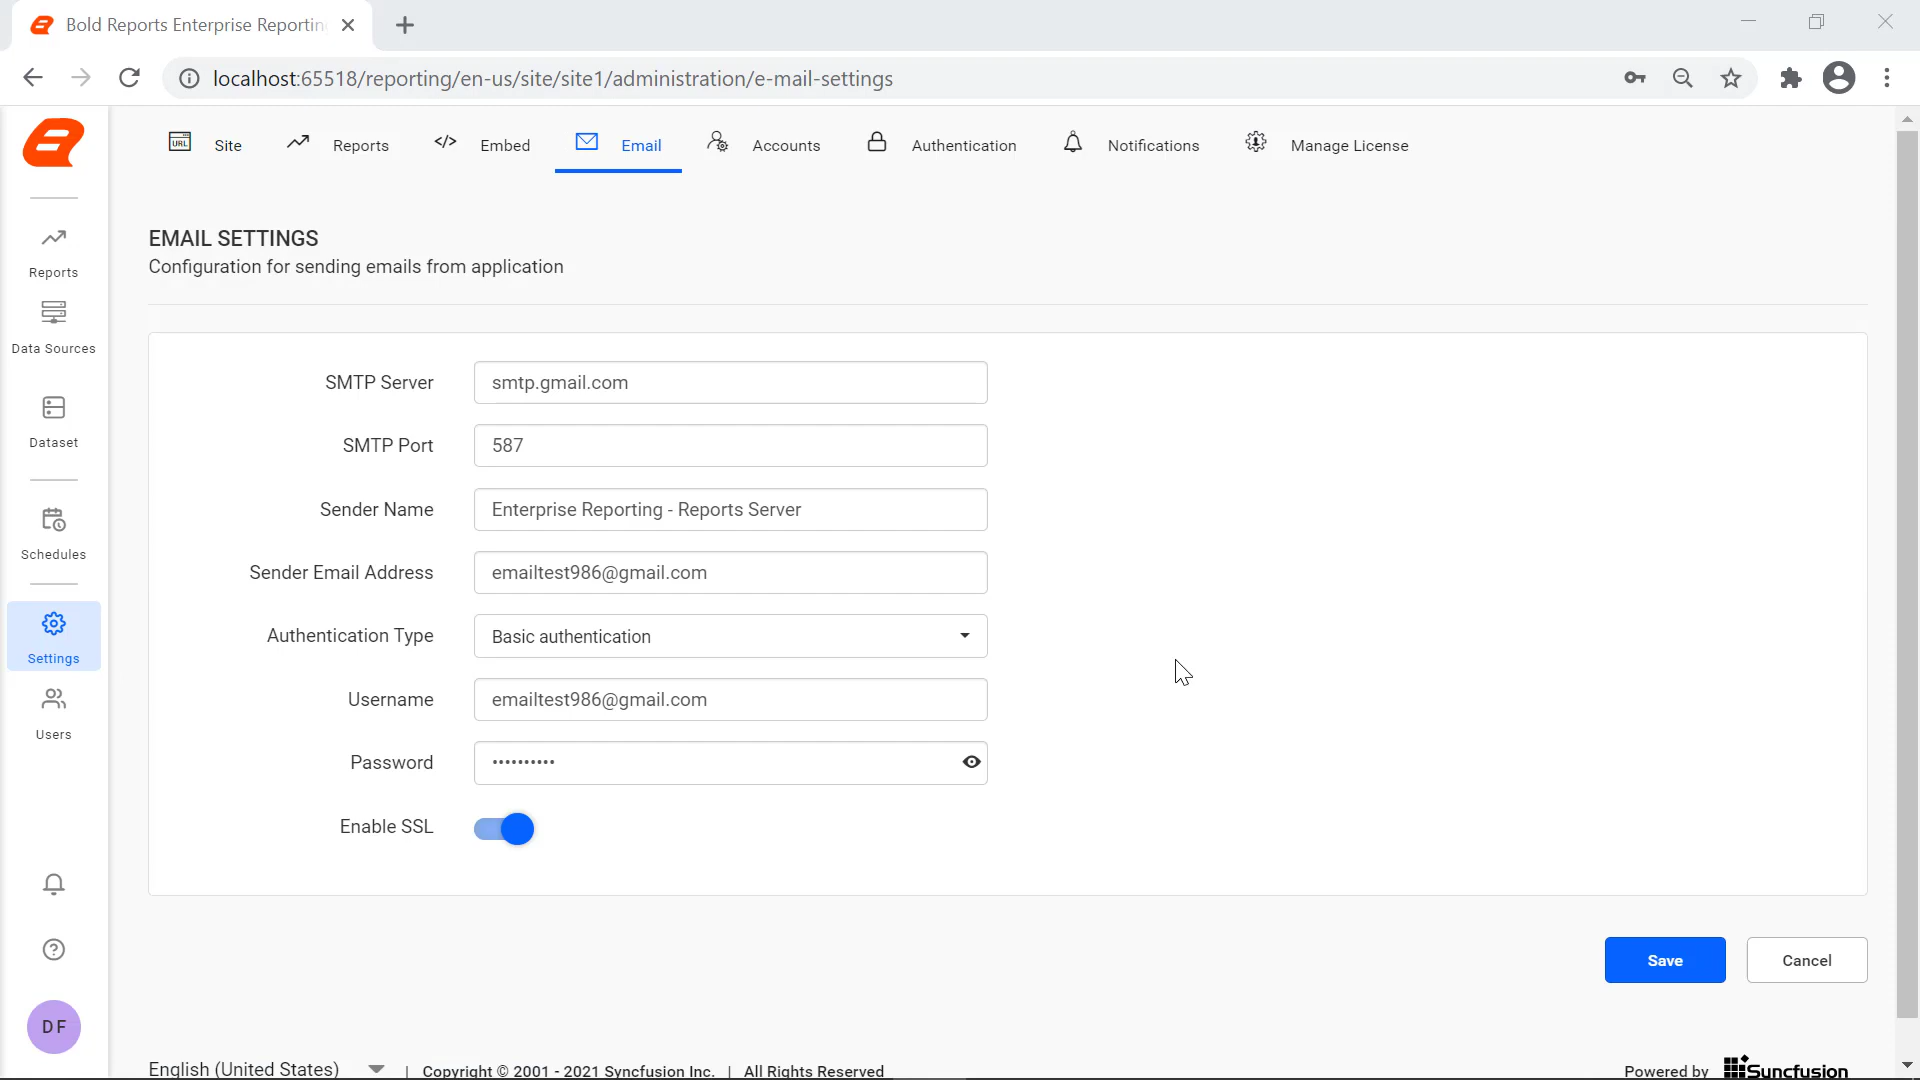 Bold Reports Enterprise Reportin
localhost:65518/reporting/en-us/site/site1/administration/e-mail-settings
URL Site Reports </> Embed Email Accounts Authentication Notifications Manage License
EMAIL SETTINGS
Configuration for sending emails from application
Reports
Data Sources
Dataset
Schedules
Settings
Users
DF
SMTP Server smtp.gmail.com
SMTP Port 587
Sender Name Enterprise Reporting - Reports Server
Sender Email Address emailtest986@gmail.com
Authentication Type Basic authentication
Username emailtest986@gmail.com
Password ••••••••••
Enable SSL
Save Cancel
English (United States) | Copyright © 2001 - 2021 Syncfusion Inc. | All Rights Reserved Powered by Syncfusion